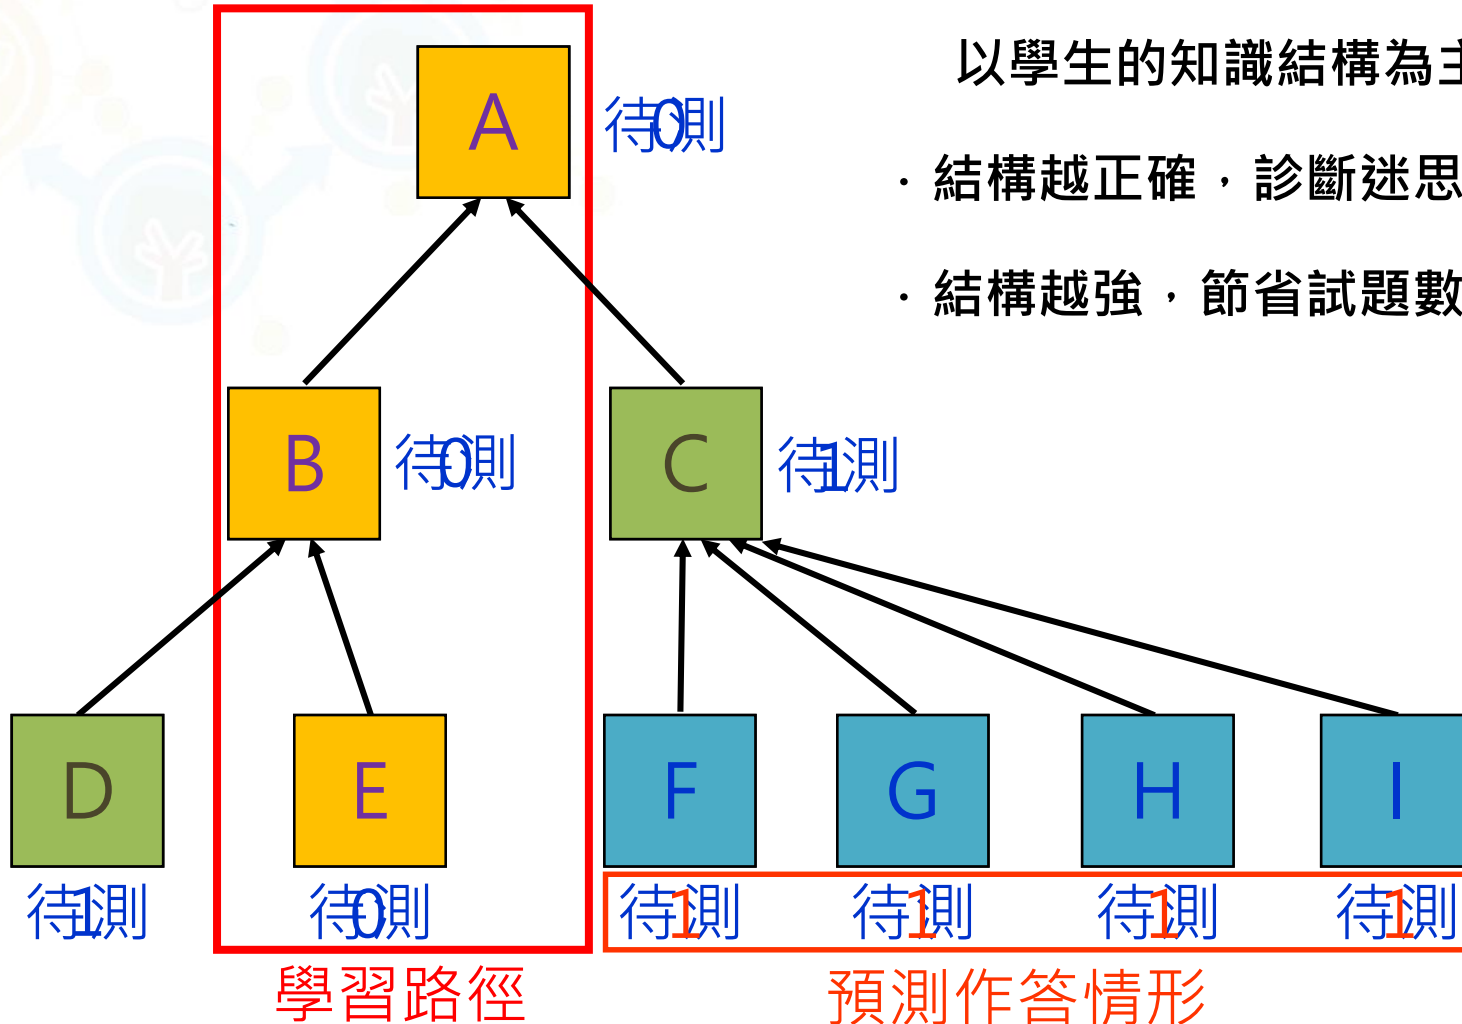 以學生的知識結構為主
．結構越正確，診斷迷思
．結構越強，節省試題數
A
待測 0
B
待測 0
C
待測 1
D
E
F
G
H
I
待測 1
待測 0
待測 1
待測 1
待測 1
待測 1
學習路徑
預測作答情形